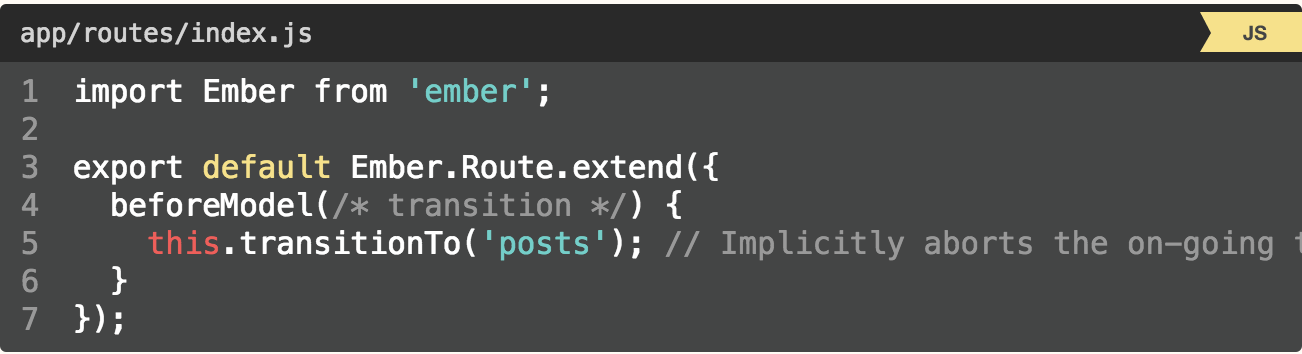 app/routes/index.js
JS
1 import Ember from 'ember';
2
3 export default Ember.Route.extend({
4   beforeModel(/* transition */) {
5     this.transitionTo('posts'); // Implicitly aborts the on-going
6   }
7 });